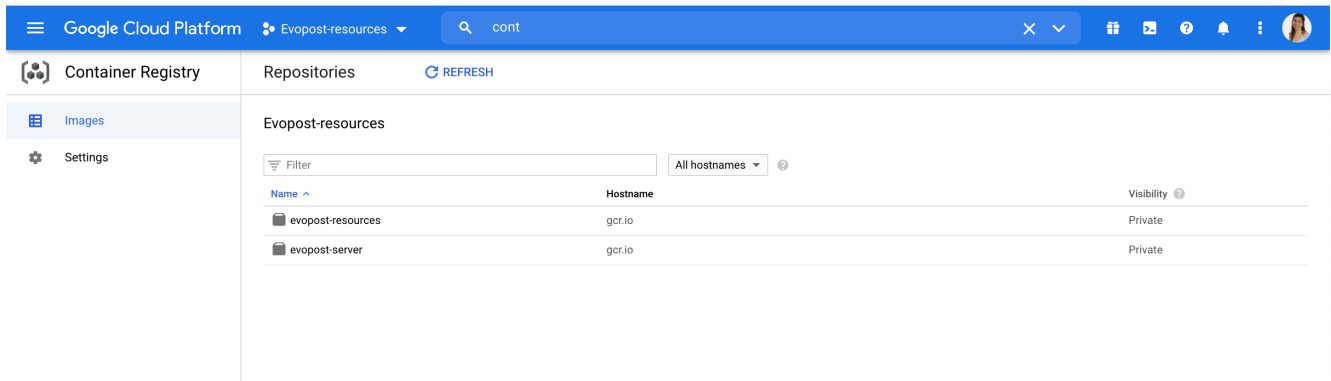 Google Cloud Platform Evopost-resources cont
Container Registry Repositories REFRESH
Images
Evopost-resources
Settings
Filter All hostnames
Name Hostname Visibility
evopost-resources gcr.io Private
evopost-server gcr.io Private